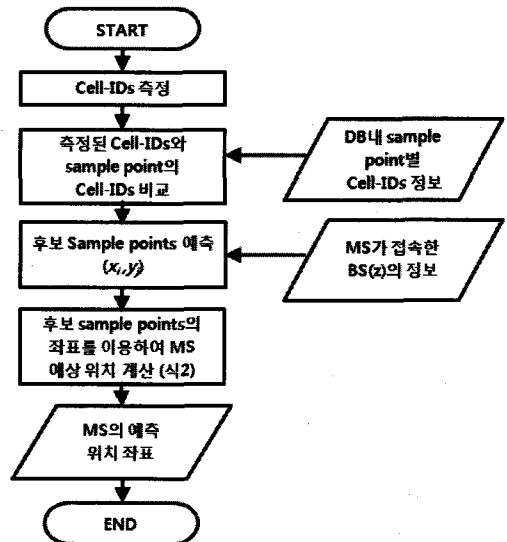 START
Cell-IDs 측정
측정된 Cell-IDs와
sample point의
Cell-IDs 비교
DB내 sample
point별
Cell-IDs 정보
후보 Sample points 예측
(xᵢ,yⱼ)
MS가 접속한
BS(z)의 정보
후보 sample points의
좌표를 이용하여 MS
예상 위치 계산 (식2)
MS의 예측
위치 좌표
END